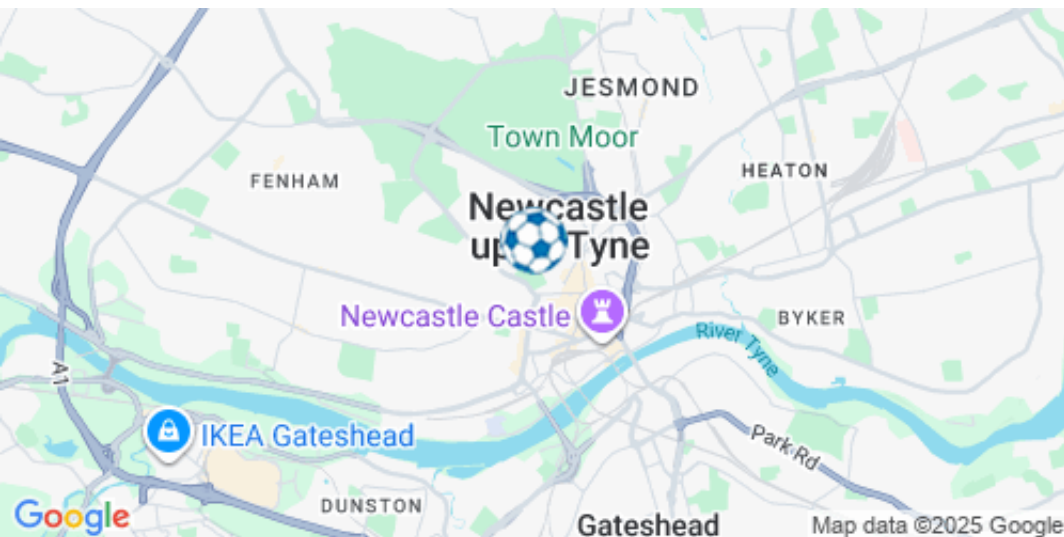 JESMOND
Town Moor
HEATON
FENHAM
Newcastle
up Tyne
Newcastle Castle
BYKER
River Tyne
A1
IKEA Gateshead
Park Rd
DUNSTON
Google
Gateshead
Map data ©2025 Google